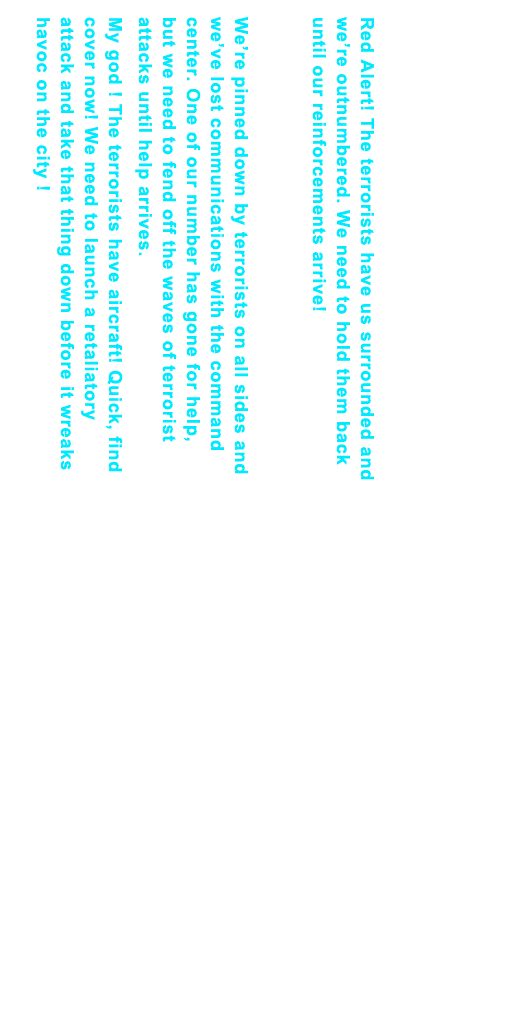 Red Alert! The terrorists have us surrounded and
we're outnumbered. We need to hold them back
until our reinforcements arrive!
We're pinned down by terrorists on all sides and
we've lost communications with the command
center. One of our number has gone for help,
but we need to fend off the waves of terrorist
attacks until help arrives.
My god ! The terrorists have aircraft! Quick, find
cover now! We need to launch a retaliatory
attack and take that thing down before it wreaks
havoc on the city !